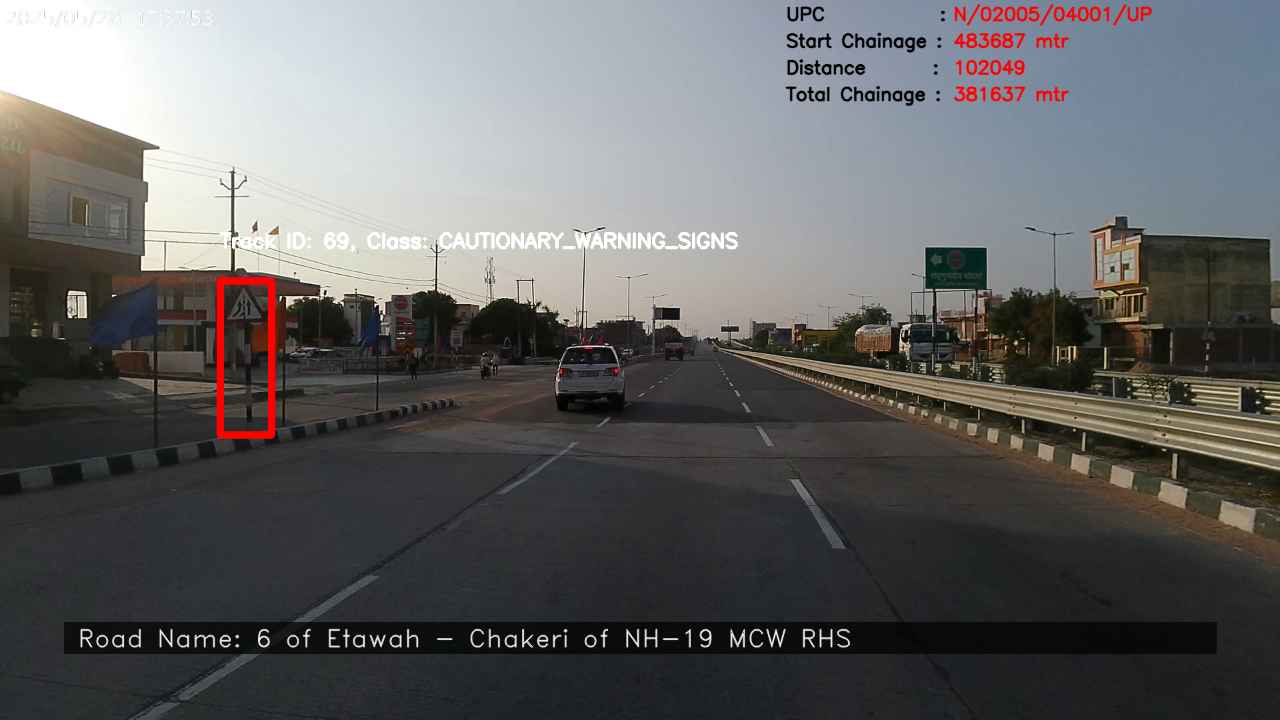 UPC : N/02005/04001/UP
Start Chainage : 483687 mtr
Distance : 102049
Total Chainage : 381637 mtr
Track ID: 69, Class: CAUTIONARY_WARNING_SIGNS
Road Name: 6 of Etawah - Chakeri of NH-19 MCW RHS